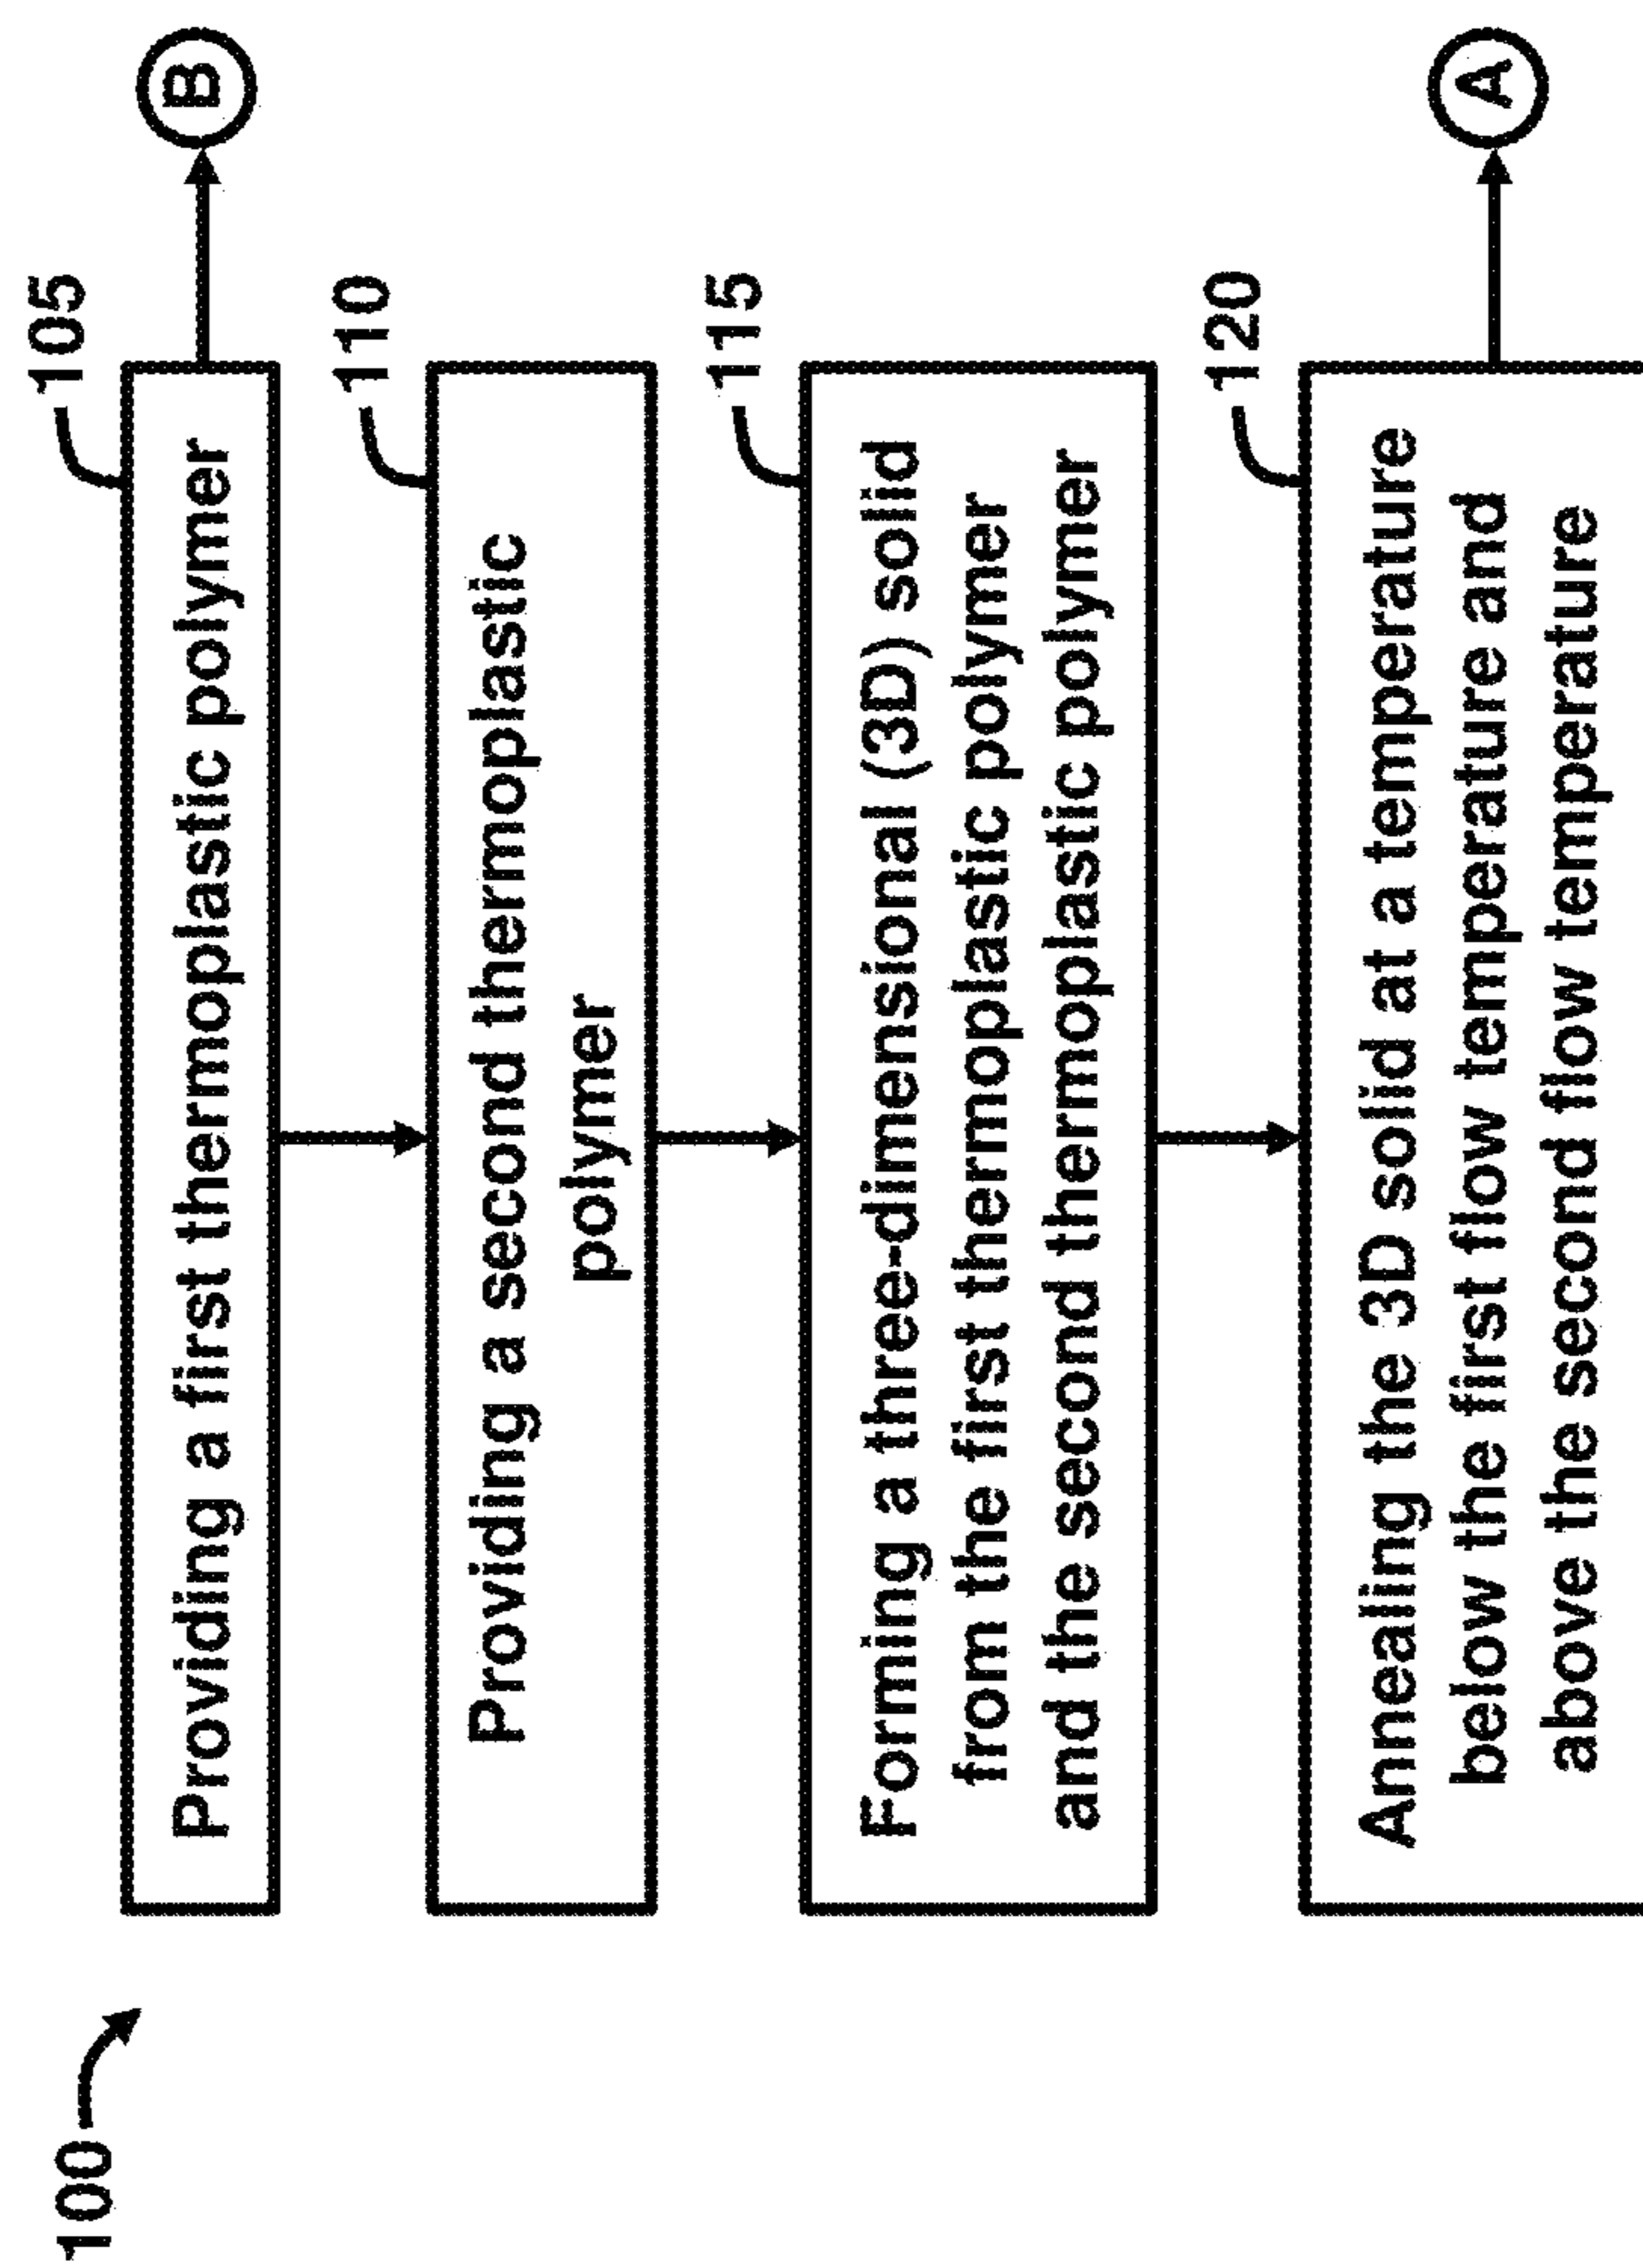 100
105
Providing a first thermoplastic polymer
B
110
Providing a second thermoplastic
polymer
115
Forming a three-dimensional (3D) solid
from the first thermoplastic polymer
and the second thermoplastic polymer
120
Annealing the 3D solid at a temperature
below the first flow temperature and
above the second flow temperature
A